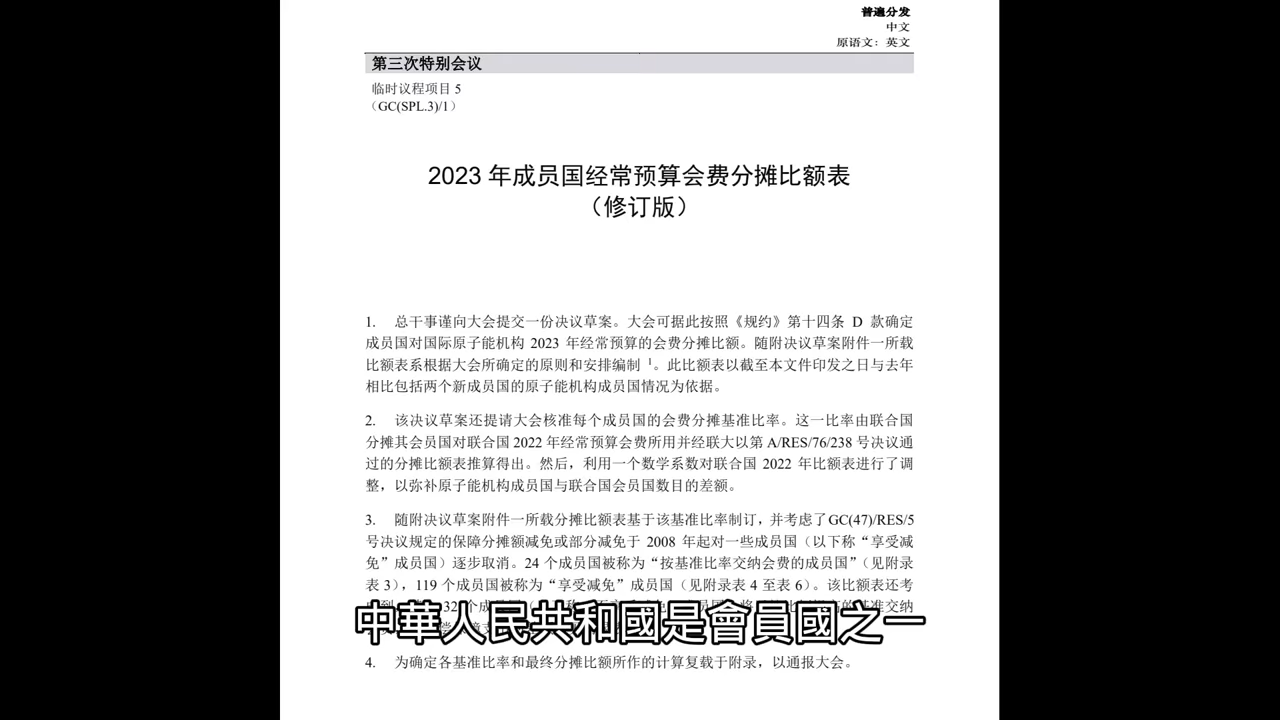 普遍分发
中文
原语文：英文
第三次特别会议
临时议程项目 5
（GC(SPL.3)/1）
2023 年成员国经常预算会费分摊比额表
（修订版）
1. 总干事谨向大会提交一份决议草案。大会可据此按照《规约》第十四条 D 款确定
成员国对国际原子能机构 2023 年经常预算的会费分摊比额。随附决议草案附件一所载
比额表系根据大会所确定的原则和安排编制 1。此比额表以截至本文件印发之日与去年
相比包括两个新成员国的原子能机构成员国情况为依据。
2. 该决议草案还提请大会核准每个成员国的会费分摊基准比率。这一比率由联合国
分摊其会员国对联合国 2022 年经常预算会费所用并经联大以第 A/RES/76/238 号决议通
过的分摊比额表推算得出。然后，利用一个数学系数对联合国 2022 年比额表进行了调
整，以弥补原子能机构成员国与联合国会员国数目的差额。
3. 随附决议草案附件一所载分摊比额表基于该基准比率制订，并考虑了GC(47)/RES/5
号决议规定的保障分摊额减免或部分减免于 2008 年起对一些成员国（以下称“享受减
免”成员国）逐步取消。24 个成员国被称为“按基准比率交纳会费的成员国”（见附录
表 3），119 个成员国被称为“享受减免”成员国（见附录表 4 至表 6）。该比额表还考
中華人民共和國是會員國之一
4. 为确定各基准比率和最终分摊比额所作的计算复载于附录，以通报大会。